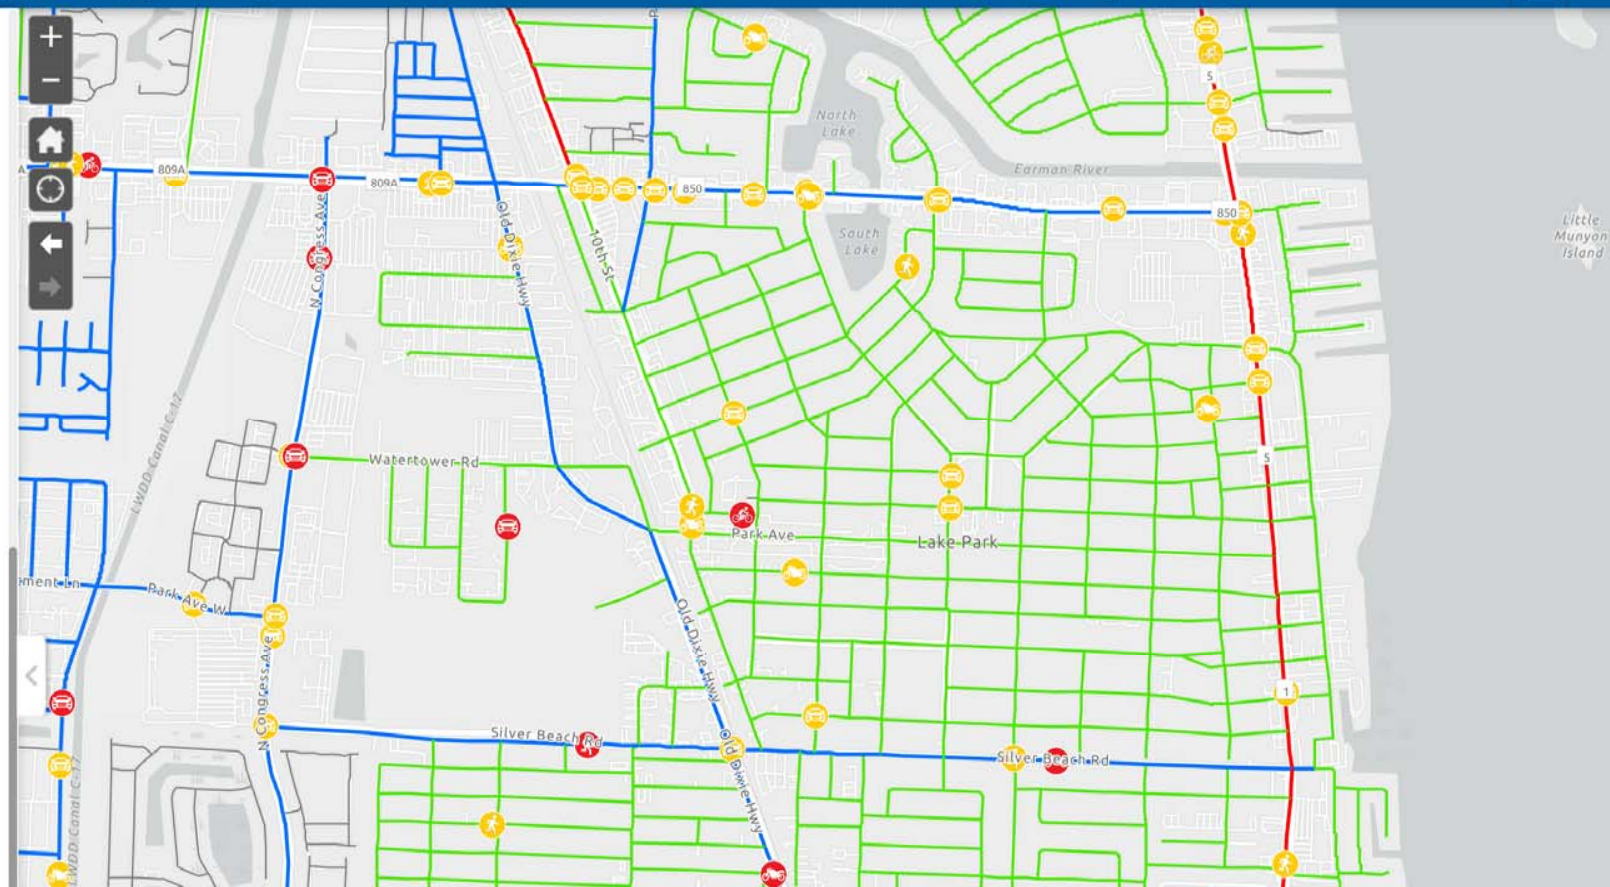 +
−
5
North
Lake
Earman River
A
809A
809A
850
850
Little
Munyon
Island
South
Lake
10th St
Old Dixie Hwy
N Congress Ave
LWDD Canal C-17
5
Watertower Rd
Park Ave
Lake Park
ment Ln
Park Ave W
Old Dixie Hwy
N Congress Ave
1
Silver Beach Rd
Silver Beach Rd
Old Dixie Hwy
LWDD Canal C-17